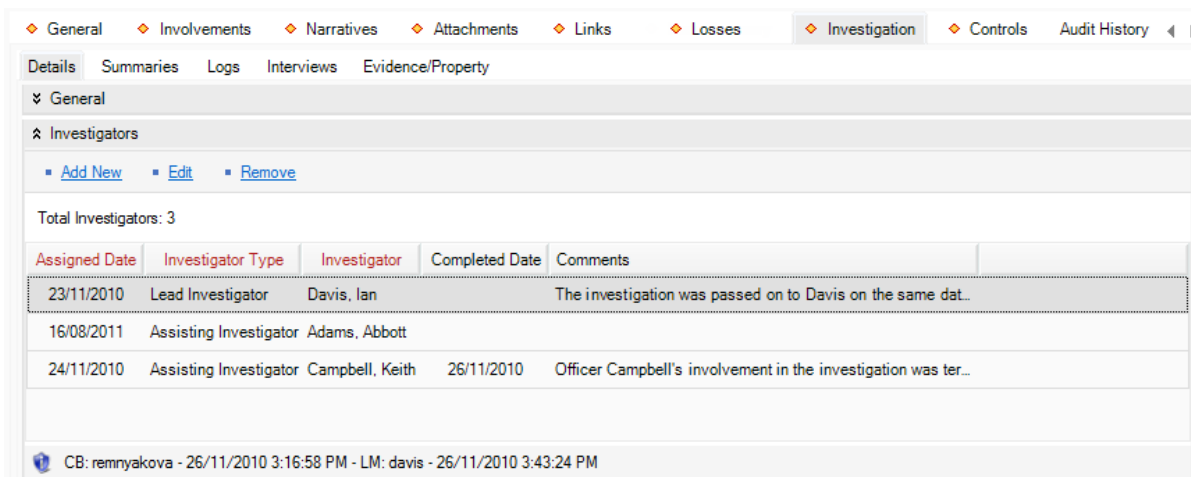 General Involvements Narratives Attachments Links Losses Investigation Controls Audit History
Details Summaries Logs Interviews Evidence/Property
General
Investigators
Add New Edit Remove
Total Investigators: 3
Assigned Date Investigator Type Investigator Completed Date Comments
23/11/2010 Lead Investigator Davis, Ian The investigation was passed on to Davis on the same dat...
16/08/2011 Assisting Investigator Adams, Abbott
24/11/2010 Assisting Investigator Campbell, Keith 26/11/2010 Officer Campbell's involvement in the investigation was ter...
CB: remnyakova - 26/11/2010 3:16:58 PM - LM: davis - 26/11/2010 3:43:24 PM